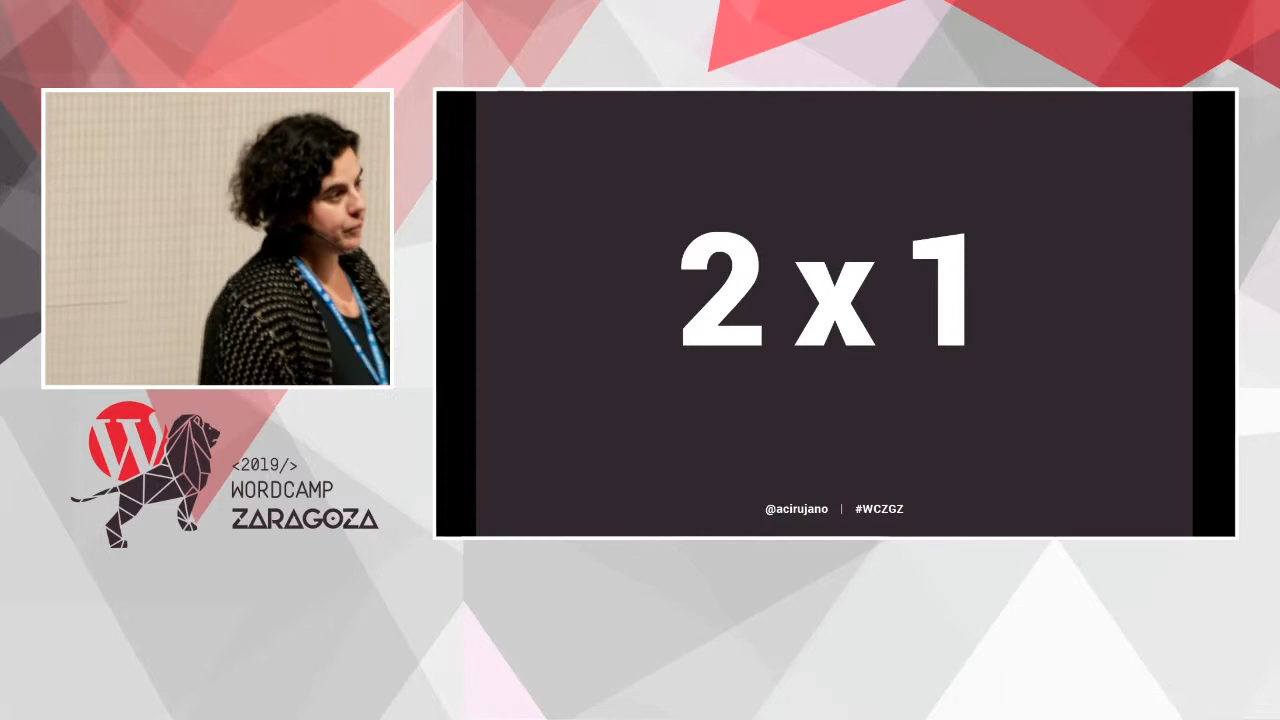 2 x 1
@acirujano | #WCZGZ
W
<2019/>
WORDCAMP
ZARAGOZA